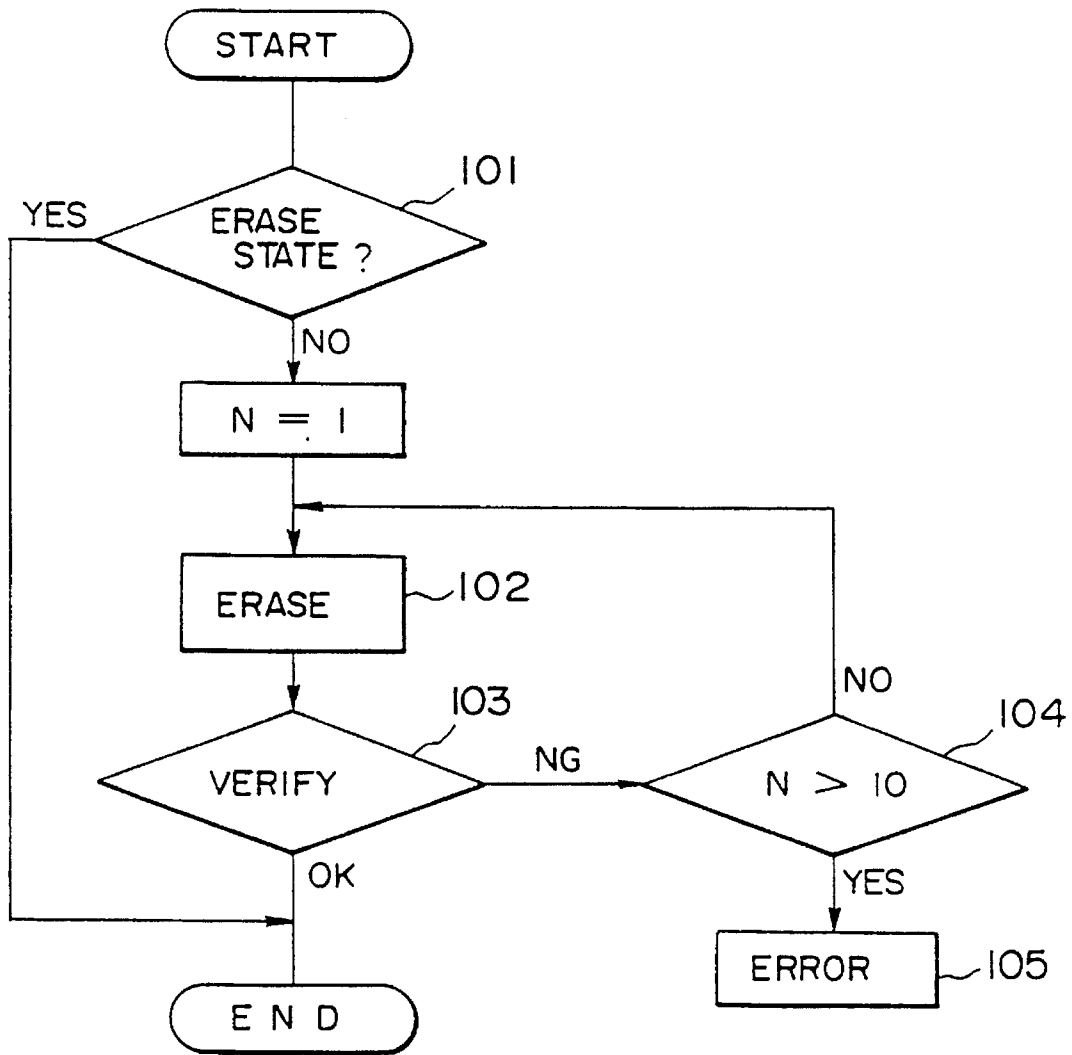 START
101
YES
ERASE
STATE ?
NO
N = 1
ERASE
102
NO
103
104
VERIFY
NG
N > 10
OK
YES
ERROR
105
END